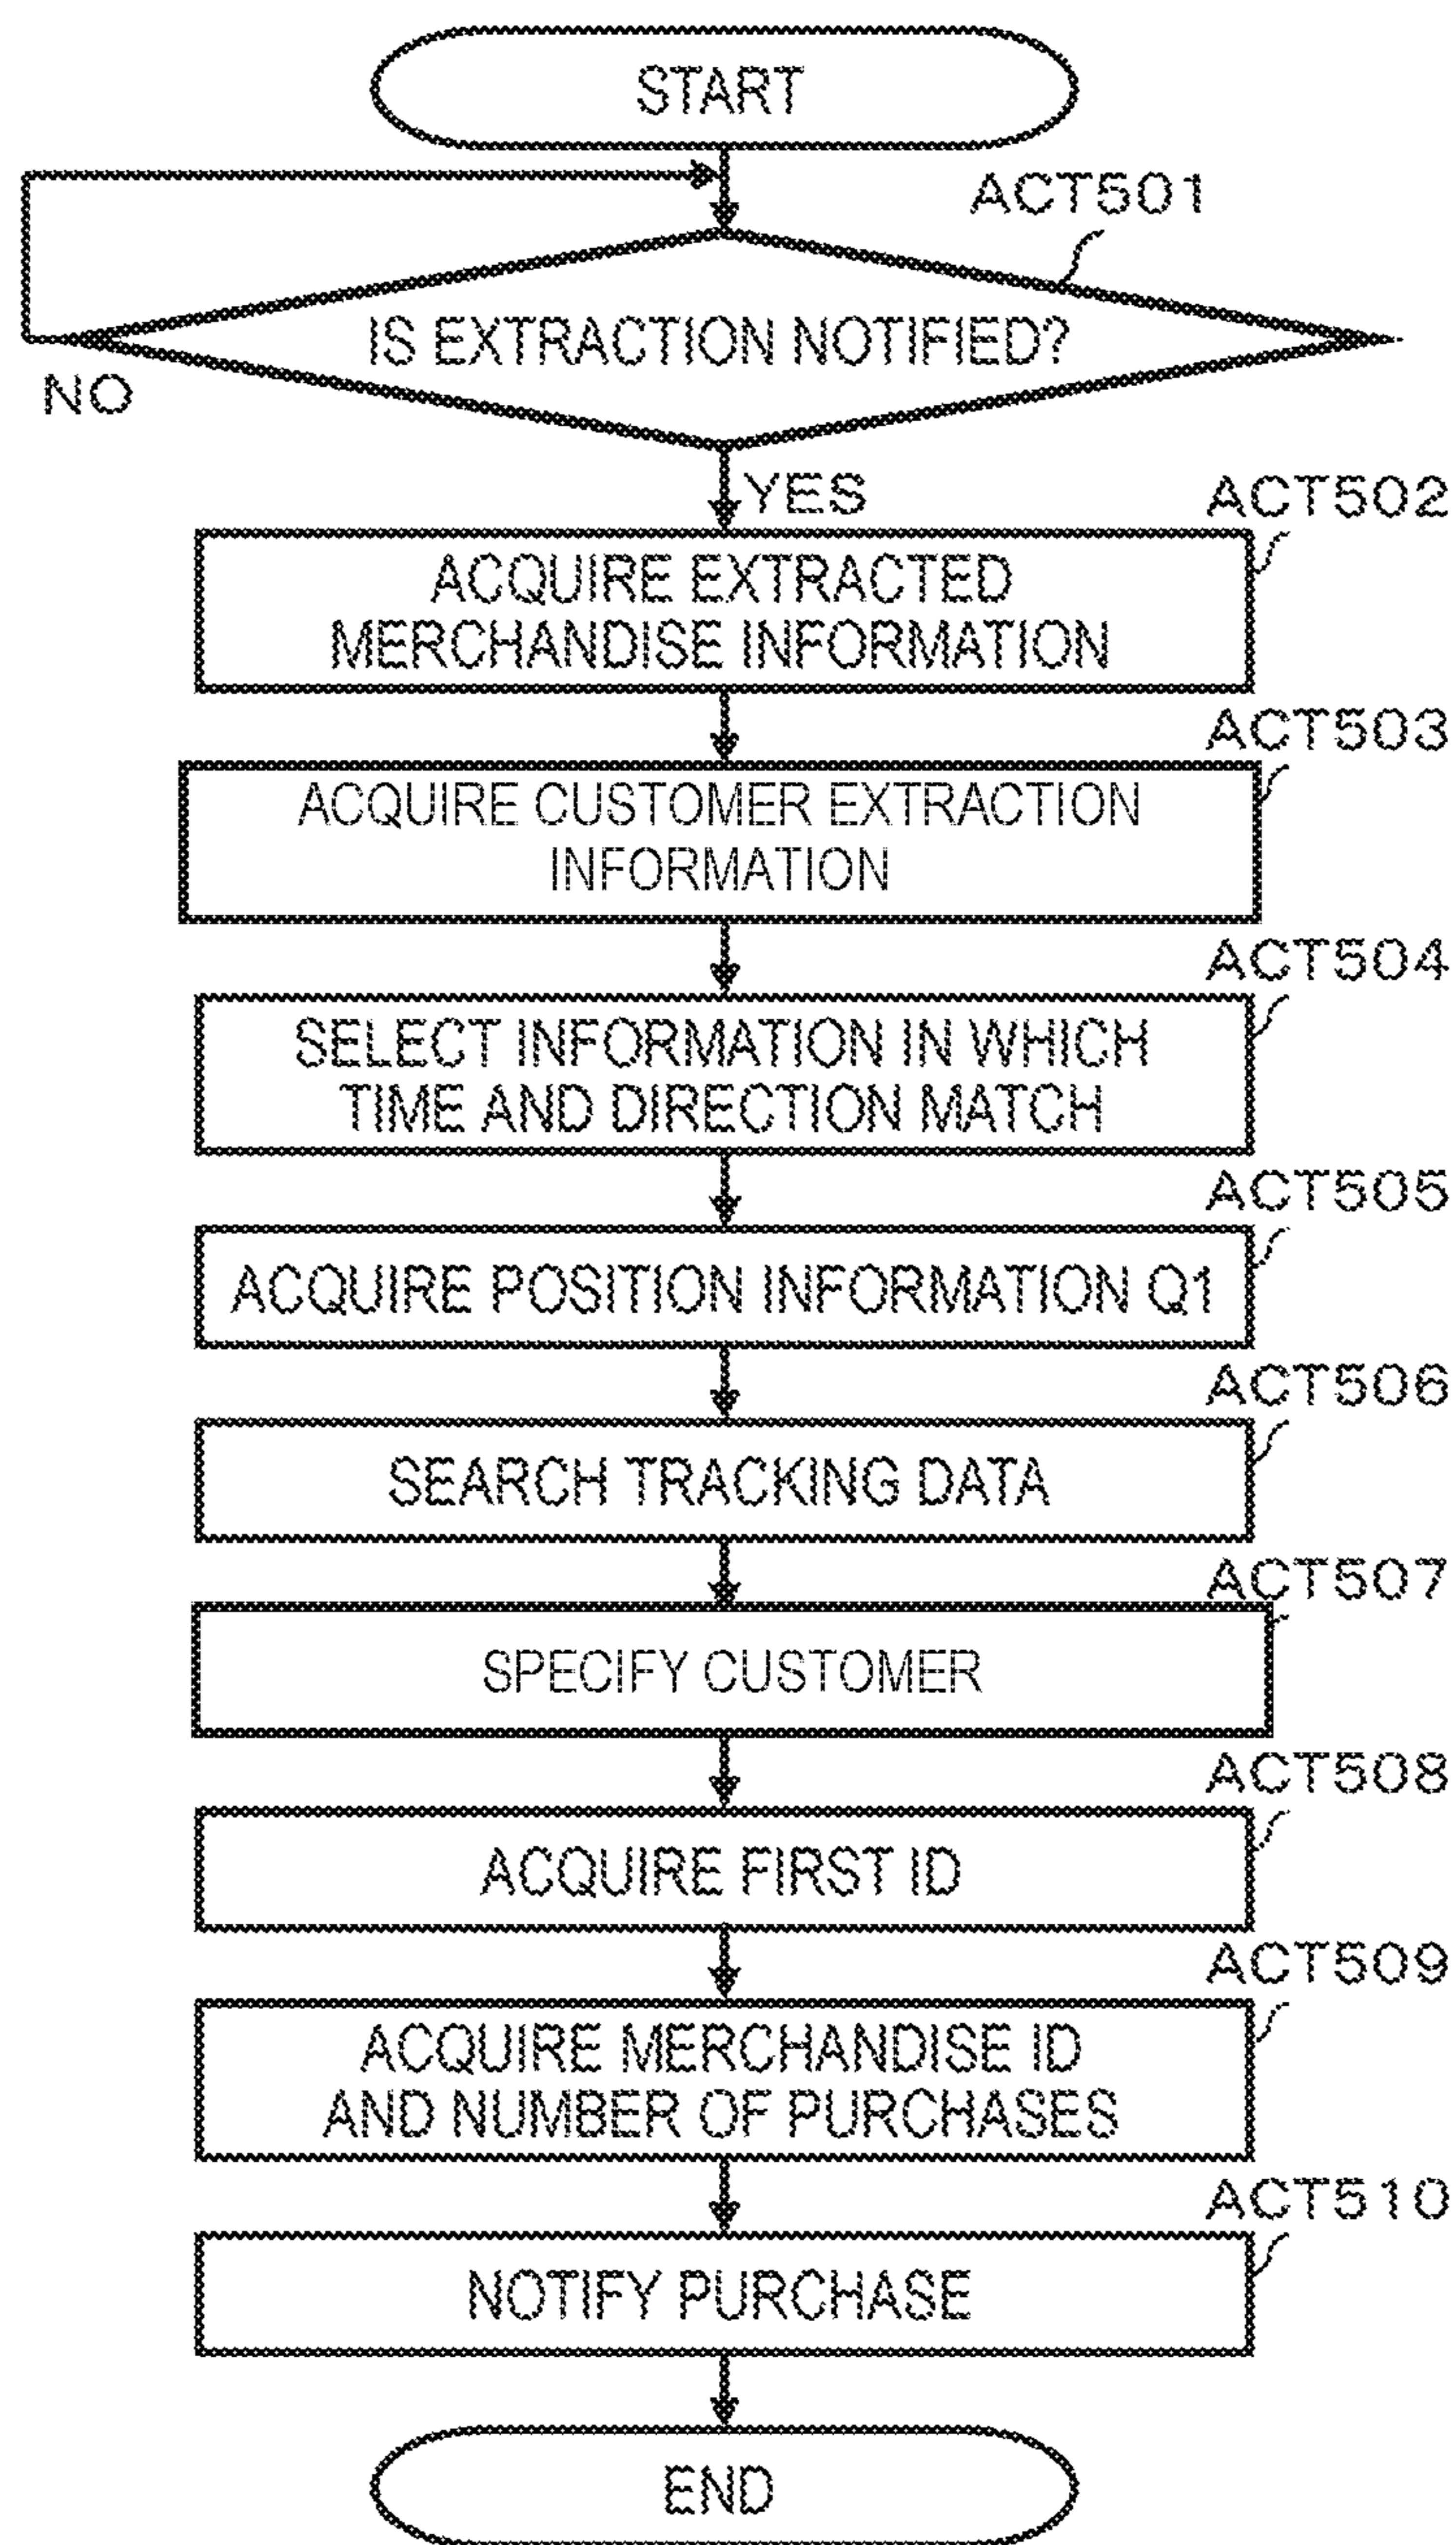 START
ACT501
IS EXTRACTION NOTIFIED?
NO
YES
ACT502
ACQUIRE EXTRACTED
MERCHANDISE INFORMATION
ACT503
ACQUIRE CUSTOMER EXTRACTION
INFORMATION
ACT504
SELECT INFORMATION IN WHICH
TIME AND DIRECTION MATCH
ACT505
ACQUIRE POSITION INFORMATION Q1
ACT506
SEARCH TRACKING DATA
ACT507
SPECIFY CUSTOMER
ACT508
ACQUIRE FIRST ID
ACT509
ACQUIRE MERCHANDISE ID
AND NUMBER OF PURCHASES
ACT510
NOTIFY PURCHASE
END